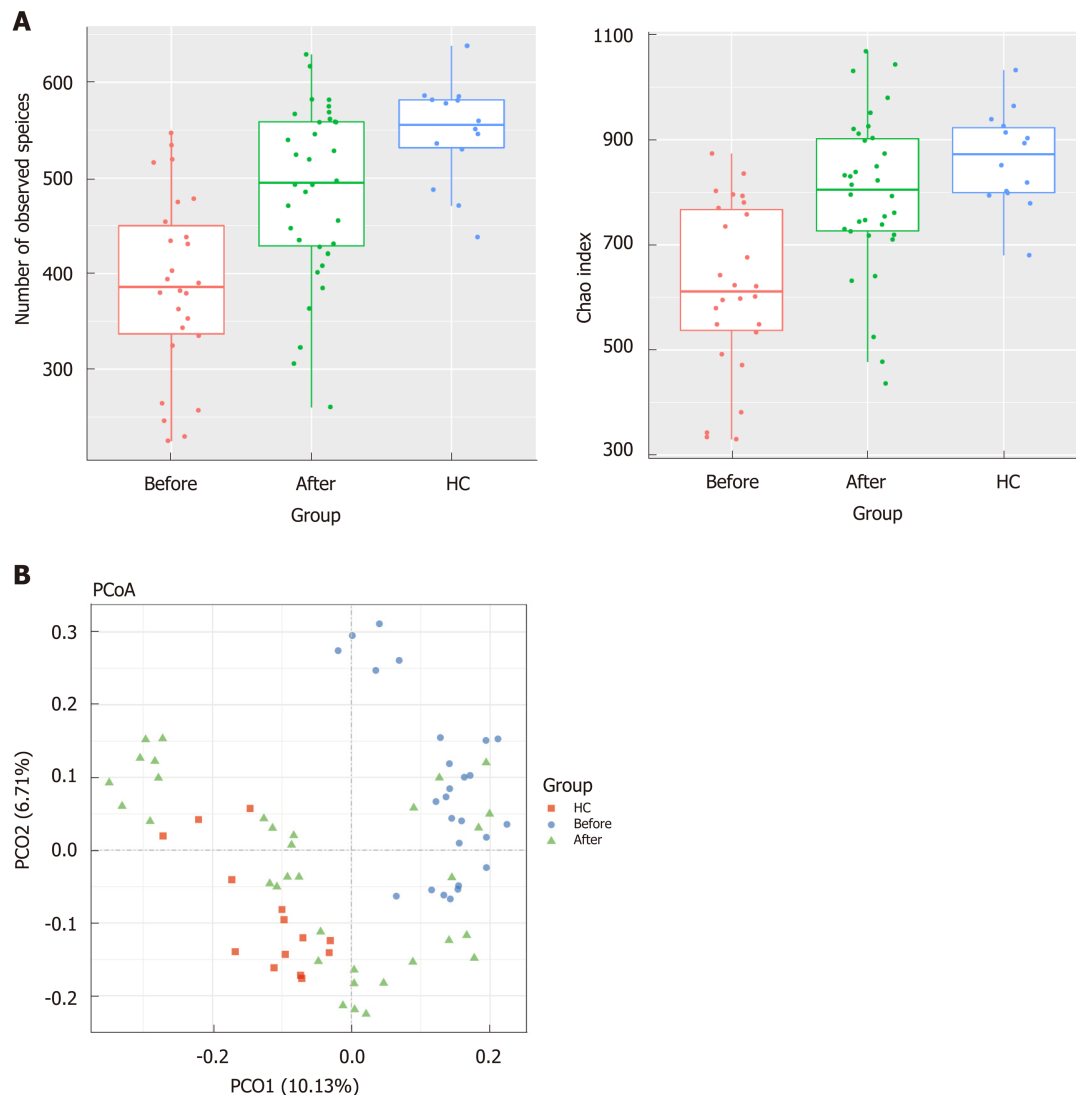 A
Number of observed speices
600
500
400
300
Before
After
HC
Group
Chao index
1100
900
700
500
300
Before
After
HC
Group
B
PCoA
PCO2 (6.71%)
0.3
0.2
0.1
0.0
-0.1
-0.2
-0.2
0.0
0.2
PCO1 (10.13%)
Group
HC
Before
After